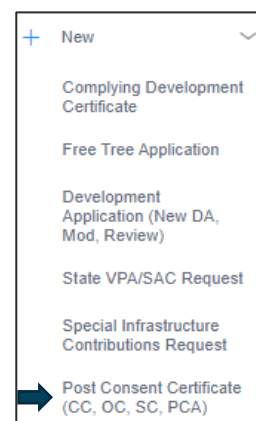 + New
Complying Development
Certificate
Free Tree Application
Development
Application (New DA,
Mod, Review)
State VPA/SAC Request
Special Infrastructure
Contributions Request
Post Consent Certificate
(CC, OC, SC, PCA)